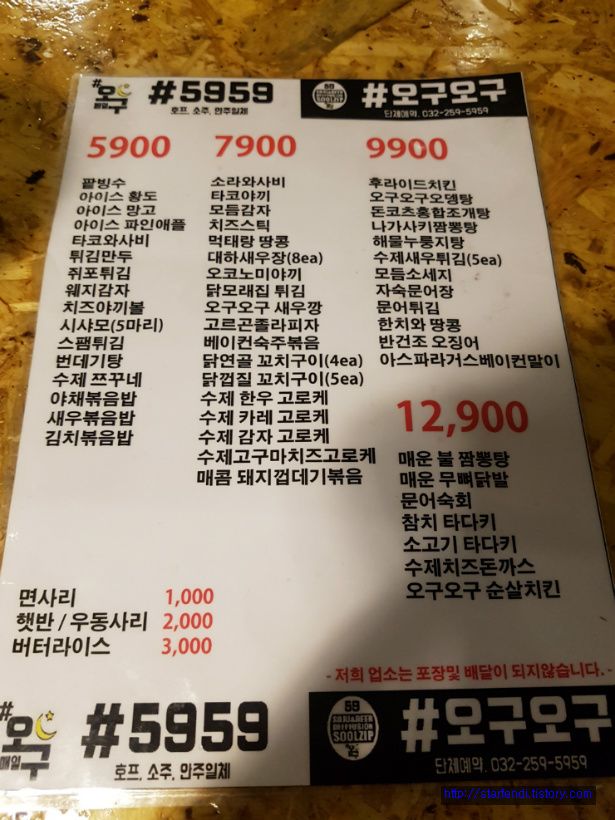 #오구
매일
#5959
호프, 소주, 안주일체
59
SOOLZIP
#오구오구
단체예약. 032-259-5959
5900
팥빙수
아이스 황도
아이스 망고
아이스 파인애플
타코와사비
튀김만두
쥐포튀김
웨지감자
치즈야끼볼
시샤모(5마리)
스팸튀김
번데기탕
수제 쯔꾸네
야채볶음밥
새우볶음밥
김치볶음밥
7900
소라와사비
타코야끼
모듬감자
치즈스틱
먹태랑 땅콩
대하새우장(8ea)
오코노미야끼
닭모래집 튀김
오구오구 새우깡
고르곤졸라피자
베이컨숙주볶음
닭연골 꼬치구이(4ea)
닭껍질 꼬치구이(5ea)
수제 한우 고로케
수제 카레 고로케
수제 감자 고로케
수제고구마치즈고로케
매콤 돼지껍데기볶음
9900
후라이드치킨
오구오구오뎅탕
돈코츠홍합조개탕
나가사키짬뽕탕
해물누룽지탕
수제새우튀김(5ea)
모듬소세지
자숙문어장
문어튀김
한치와 땅콩
반건조 오징어
아스파라거스베이컨말이
12,900
매운 불 짬뽕탕
매운 무뼈닭발
문어숙회
참치 타다키
소고기 타다키
수제치즈돈까스
오구오구 순살치킨
면사리 1,000
햇반 / 우동사리 2,000
버터라이스 3,000
- 저희 업소는 포장및 배달이 되지않습니다. -
#오구
매일
#5959
호프, 소주, 안주일체
59
SOOLZIP
#오구오구
단체예약. 032-259-5959
http://starfendi.tistory.com